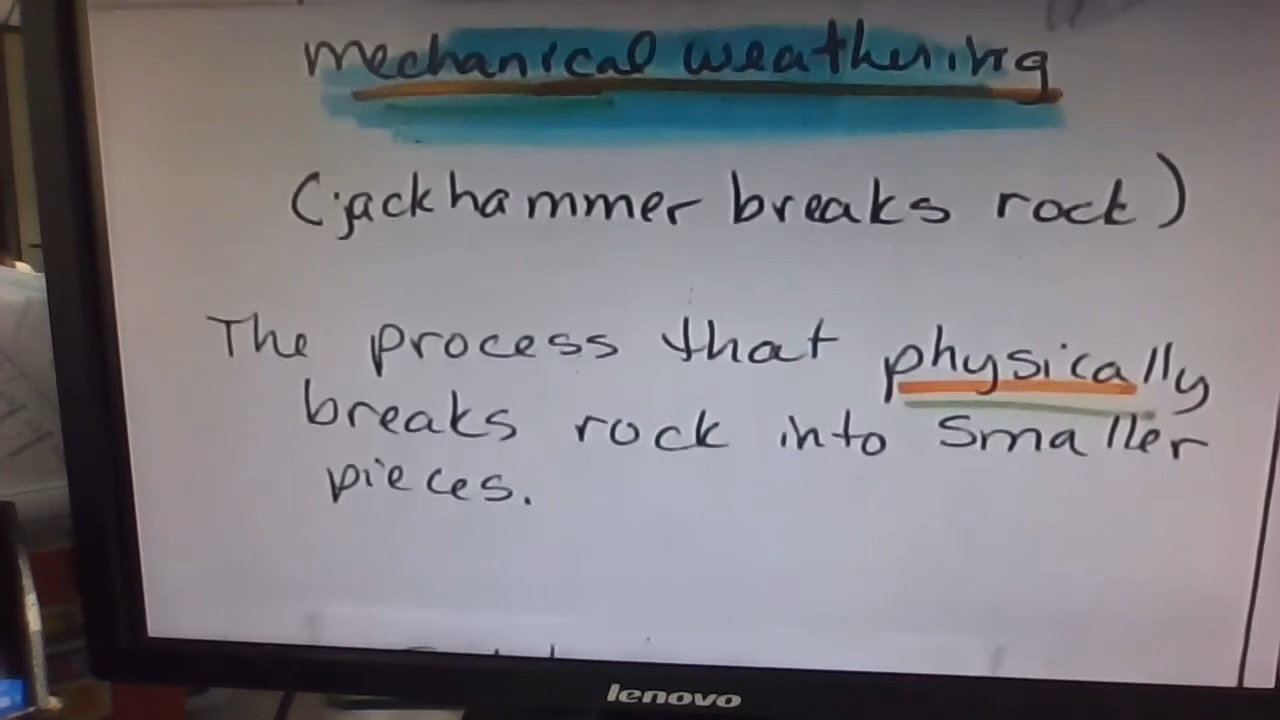 mechanical weathering
(jackhammer breaks rock)
The process that physically
breaks rock into smaller
pieces.
lenovo